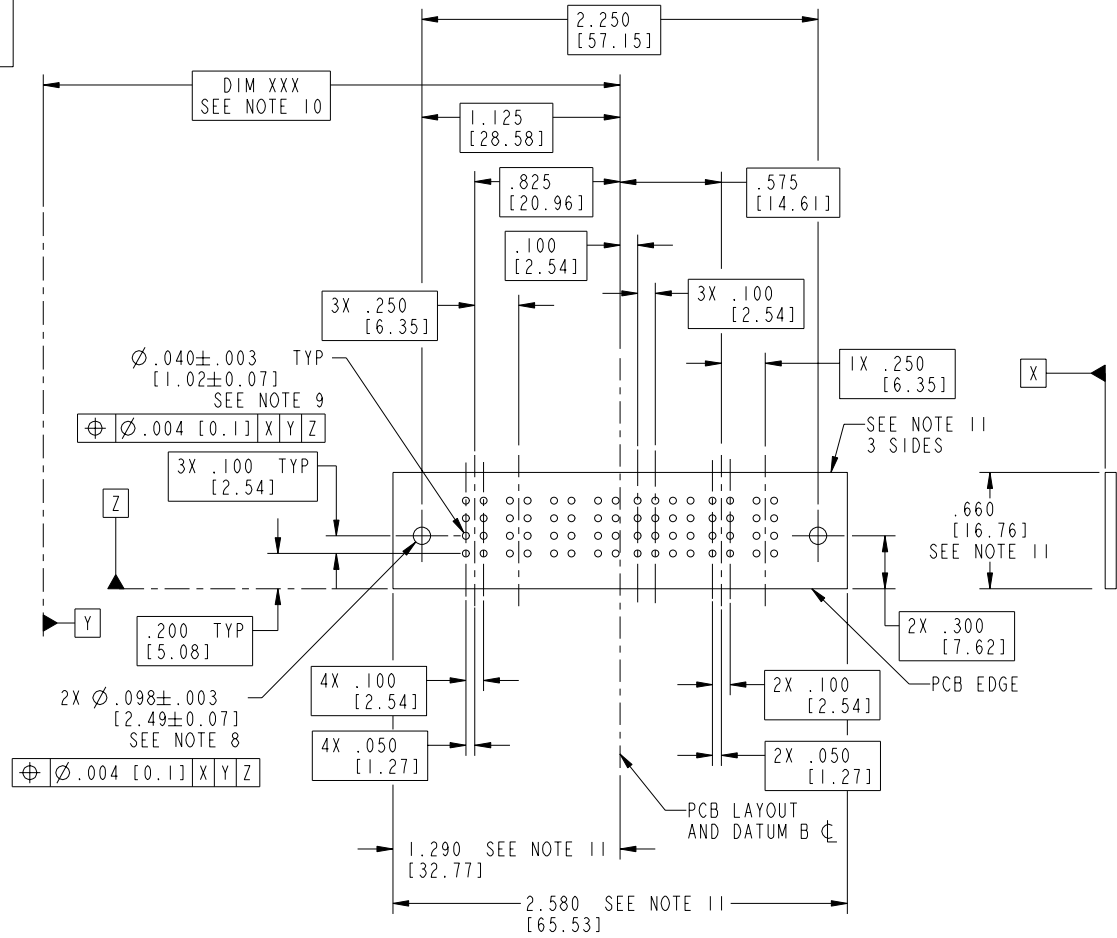 2.250
[57.15]
DIM XXX
SEE NOTE 10
1.125
[28.58]
.825
[20.96]
.575
[14.61]
.100
[2.54]
3X .250
[6.35]
3X .100
[2.54]
Ø.040±.003 TYP
[1.02±0.07]
SEE NOTE 9
⌖ Ø.004 [0.1] X Y Z
1X .250
[6.35]
X
SEE NOTE 11
3 SIDES
3X .100 TYP
[2.54]
Z
.660
[16.76]
SEE NOTE 11
Y
.200 TYP
[5.08]
2X .300
[7.62]
PCB EDGE
2X Ø.098±.003
[2.49±0.07]
SEE NOTE 8
⌖ Ø.004 [0.1] X Y Z
4X .100
[2.54]
2X .100
[2.54]
4X .050
[1.27]
2X .050
[1.27]
PCB LAYOUT
AND DATUM B ℄
1.290 SEE NOTE 11
[32.77]
2.580 SEE NOTE 11
[65.53]